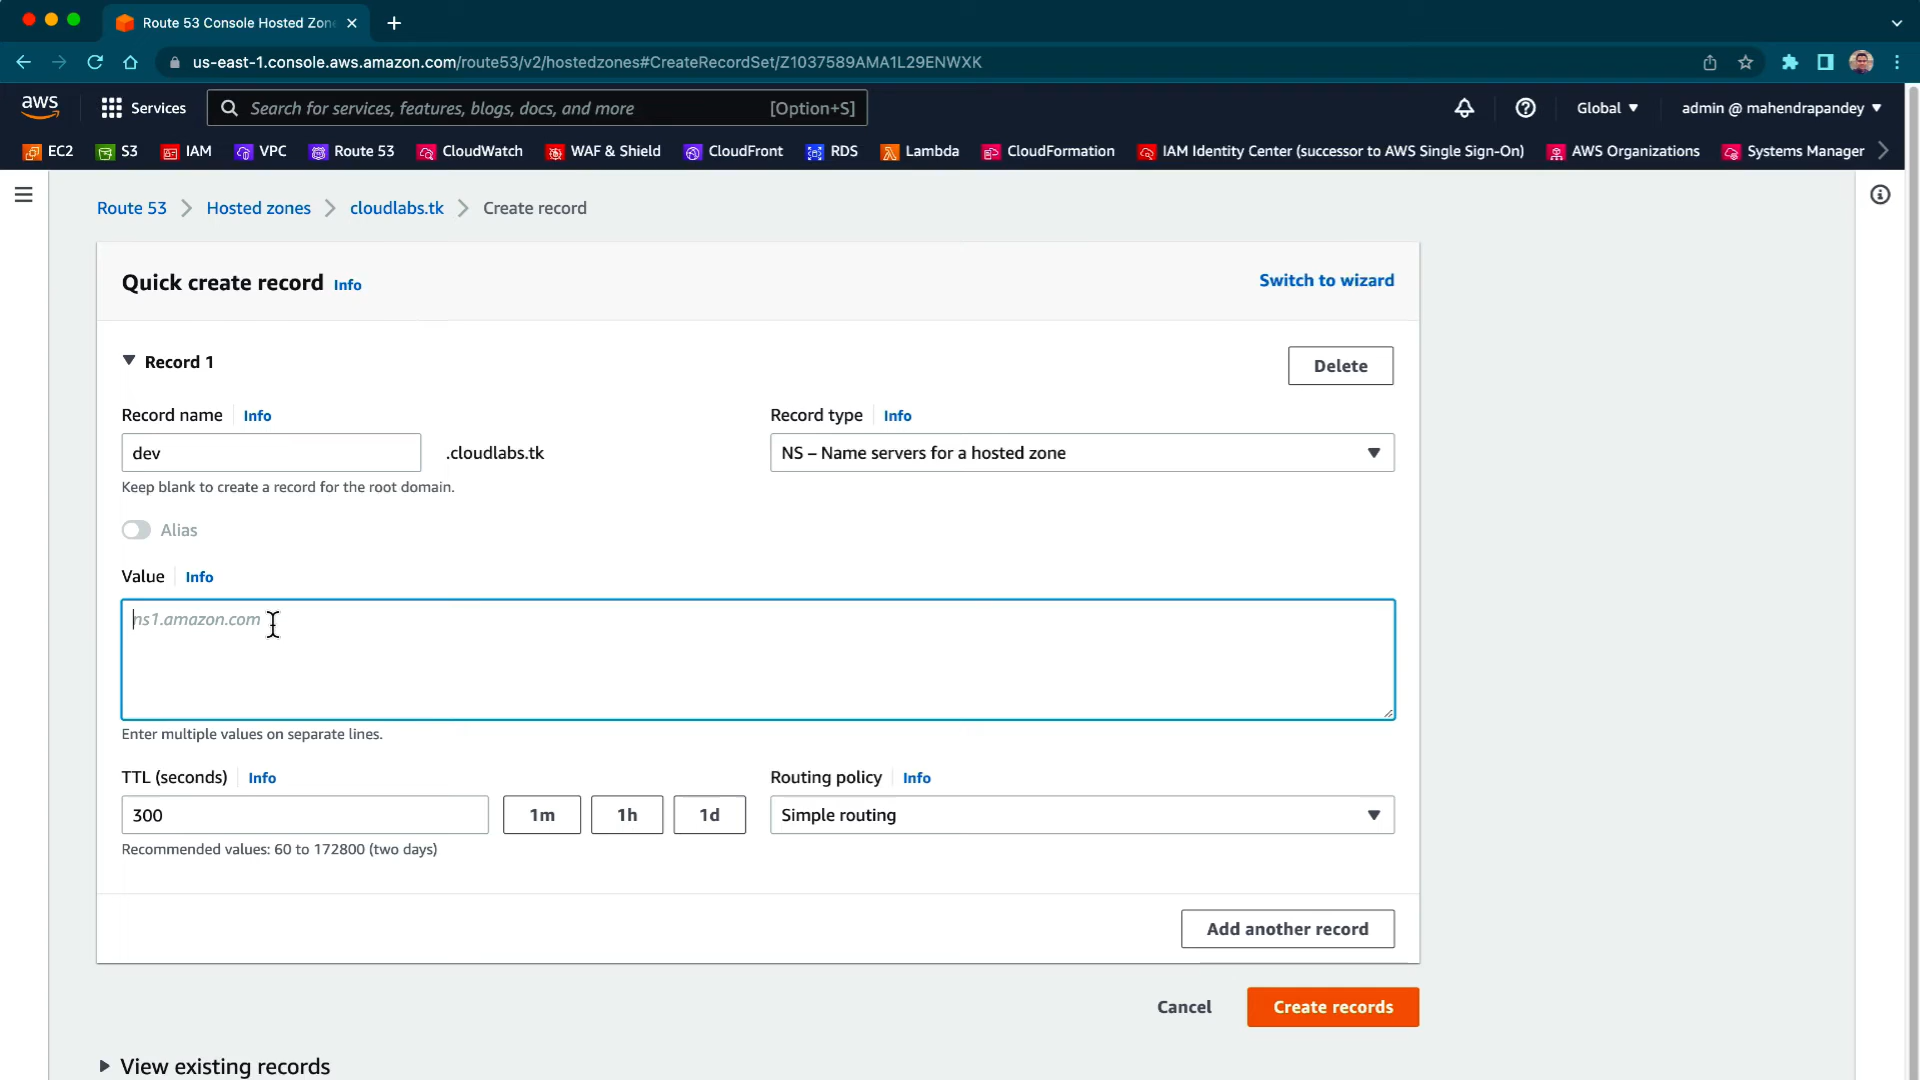 Route 53 Console Hosted Zon
us-east-1.console.aws.amazon.com/route53/v2/hostedzones#CreateRecordSet/Z1037589AMA1L29ENWXK
aws Services Search for services, features, blogs, docs, and more [Option+S] Global admin @ mahendrapandey
EC2 S3 IAM VPC Route 53 CloudWatch WAF & Shield CloudFront RDS Lambda CloudFormation IAM Identity Center (successor to AWS Single Sign-On) AWS Organizations Systems Manager
Route 53 Hosted zones cloudlabs.tk Create record
Quick create record Info Switch to wizard
Record 1 Delete
Record name Info Record type Info
dev .cloudlabs.tk NS – Name servers for a hosted zone
Keep blank to create a record for the root domain.
Alias
Value Info
ns1.amazon.com
Enter multiple values on separate lines.
TTL (seconds) Info Routing policy Info
300 1m 1h 1d Simple routing
Recommended values: 60 to 172800 (two days)
Add another record
Cancel Create records
View existing records